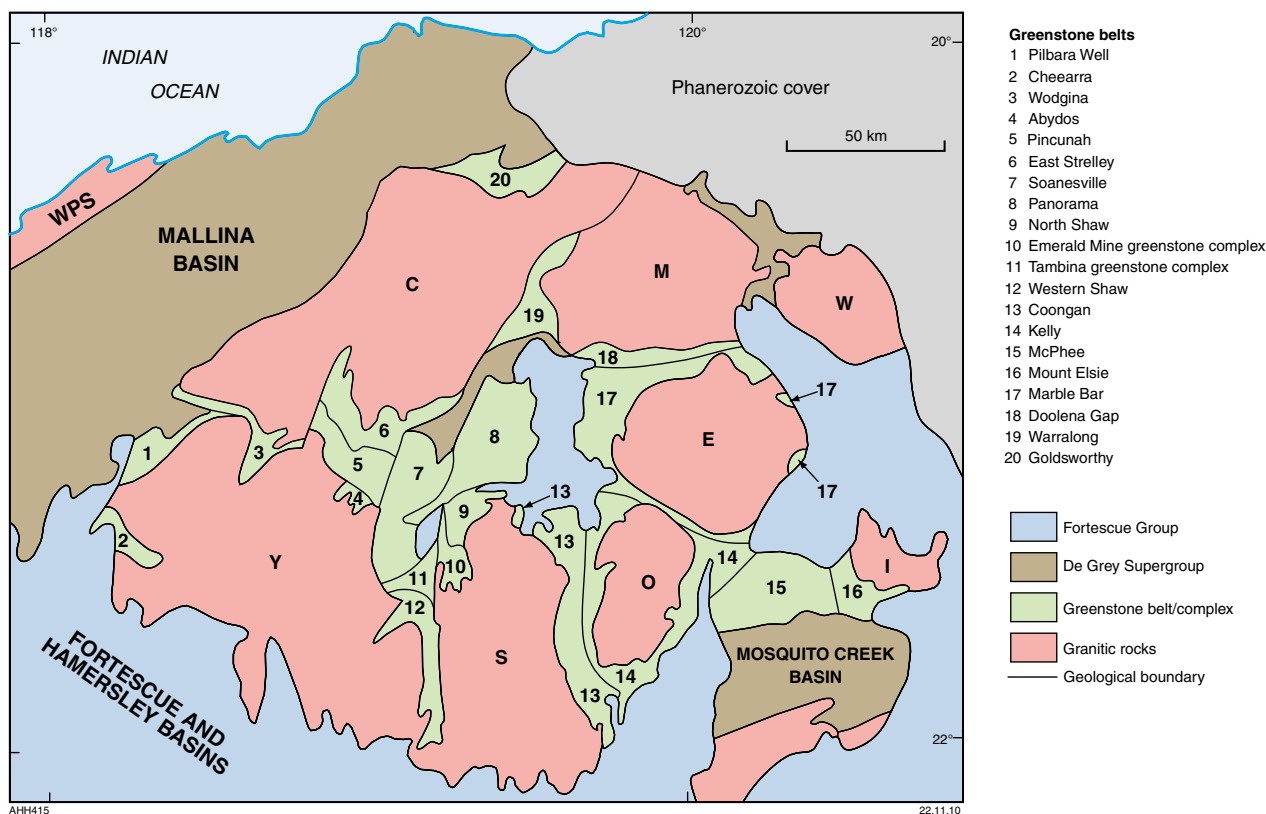 118°
120°
20°
INDIAN
OCEAN
Phanerozoic cover
50 km
20
WPS
MALLINA
BASIN
C
M
W
19
18
17
17
E
17
1
3
6
5
4
7
8
9
13
13
2
Y
10
11
12
O
14
15
16
I
S
14
13
MOSQUITO CREEK
BASIN
FORTESCUE AND
HAMERSLEY BASINS
22°
AHH415
22.11.10
Greenstone belts
1 Pilbara Well
2 Cheearra
3 Wodgina
4 Abydos
5 Pincunah
6 East Strelley
7 Soanesville
8 Panorama
9 North Shaw
10 Emerald Mine greenstone complex
11 Tambina greenstone complex
12 Western Shaw
13 Coongan
14 Kelly
15 McPhee
16 Mount Elsie
17 Marble Bar
18 Doolena Gap
19 Warralong
20 Goldsworthy
Fortescue Group
De Grey Supergroup
Greenstone belt/complex
Granitic rocks
Geological boundary